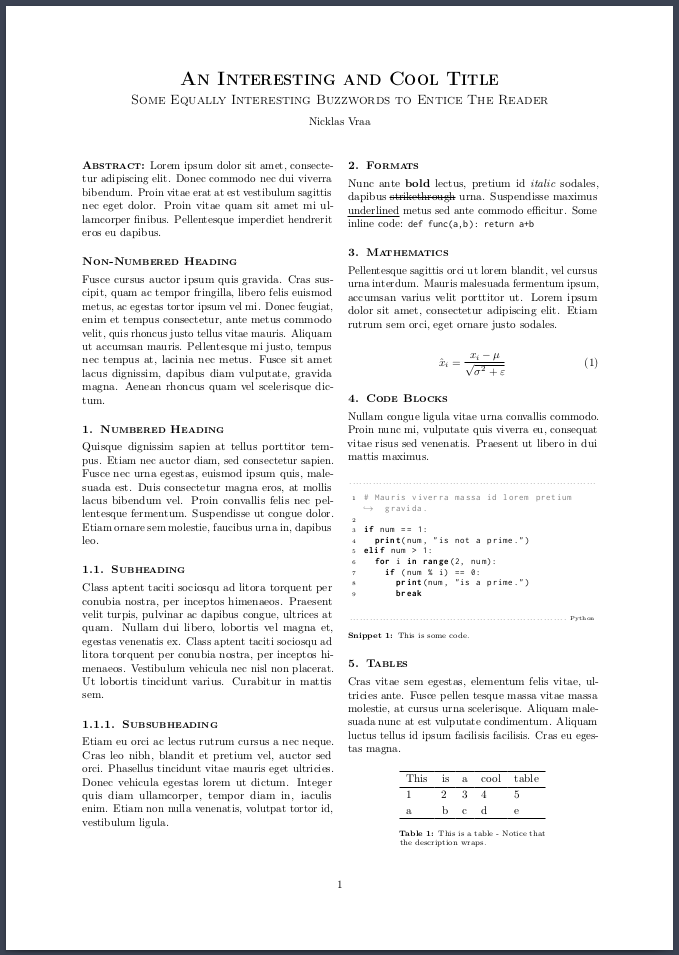 An Interesting and Cool Title
Some Equally Interesting Buzzwords to Entice The Reader
Nicklas Vraa
Abstract: Lorem ipsum dolor sit amet, consecte-
tur adipiscing elit. Donec commodo nec dui viverra
bibendum. Proin vitae erat at est vestibulum sagittis
nec eget dolor. Proin vitae quam sit amet mi ul-
lamcorper finibus. Pellentesque imperdiet hendrerit
eros eu dapibus.
Non-Numbered Heading
Fusce cursus auctor ipsum quis gravida. Cras sus-
cipit, quam ac tempor fringilla, libero felis euismod
metus, ac egestas tortor ipsum vel mi. Donec feugiat,
enim et tempus consectetur, ante metus commodo
velit, quis rhoncus justo tellus vitae mauris. Aliquam
ut accumsan mauris. Pellentesque mi justo, tempus
nec tempus at, lacinia nec metus. Fusce sit amet
lacus dignissim, dapibus diam vulputate, gravida
magna. Aenean rhoncus quam vel scelerisque dic-
tum.
1. Numbered Heading
Quisque dignissim sapien at tellus porttitor tem-
pus. Etiam nec auctor diam, sed consectetur sapien.
Fusce nec urna egestas, euismod ipsum quis, male-
suada est. Duis consectetur magna eros, at mollis
lacus bibendum vel. Proin convallis felis nec pel-
lentesque fermentum. Suspendisse ut congue dolor.
Etiam ornare sem molestie, faucibus urna in, dapibus
leo.
1.1. Subheading
Class aptent taciti sociosqu ad litora torquent per
conubia nostra, per inceptos himenaeos. Praesent
velit turpis, pulvinar ac dapibus congue, ultrices at
quam. Nullam dui libero, lobortis vel magna et,
egestas venenatis ex. Class aptent taciti sociosqu ad
litora torquent per conubia nostra, per inceptos hi-
menaeos. Vestibulum vehicula nec nisl non placerat.
Ut lobortis tincidunt varius. Curabitur in mattis
sem.
1.1.1. Subsubheading
Etiam eu orci ac lectus rutrum cursus a nec neque.
Cras leo nibh, blandit et pretium vel, auctor sed
orci. Phasellus tincidunt vitae mauris eget ultricies.
Donec vehicula egestas lorem ut dictum. Integer
quis diam ullamcorper, tempor diam in, iaculis
enim. Etiam non nulla venenatis, volutpat tortor id,
vestibulum ligula.
2. Formats
Nunc ante bold lectus, pretium id italic sodales,
dapibus strikethrough urna. Suspendisse maximus
underlined metus sed ante commodo efficitur. Some
inline code: def func(a,b): return a+b
3. Mathematics
Pellentesque sagittis orci ut lorem blandit, vel cursus
urna interdum. Mauris malesuada fermentum ipsum,
accumsan varius velit porttitor ut. Lorem ipsum
dolor sit amet, consectetur adipiscing elit. Etiam
rutrum sem orci, eget ornare justo sodales.
x̂ᵢ = (xᵢ − μ) / √(σ² + ε) (1)
4. Code Blocks
Nullam congue ligula vitae urna convallis commodo.
Proin nunc mi, vulputate quis viverra eu, consequat
vitae risus sed venenatis. Praesent ut libero in dui
mattis maximus.
1 # Mauris viverra massa id lorem pretium
↪ gravida.
2
3 if num == 1:
4 print(num, "is not a prime.")
5 elif num > 1:
6 for i in range(2, num):
7 if (num % i) == 0:
8 print(num, "is a prime.")
9 break
Python
Snippet 1: This is some code.
5. Tables
Cras vitae sem egestas, elementum felis vitae, ul-
tricies ante. Fusce pellen tesque massa vitae massa
molestie, at cursus urna scelerisque. Aliquam male-
suada nunc at est vulputate condimentum. Aliquam
luctus tellus id ipsum facilisis facilisis. Cras eu eges-
tas magna.
This is a cool table
1 2 3 4 5
a b c d e
Table 1: This is a table - Notice that
the description wraps.
1